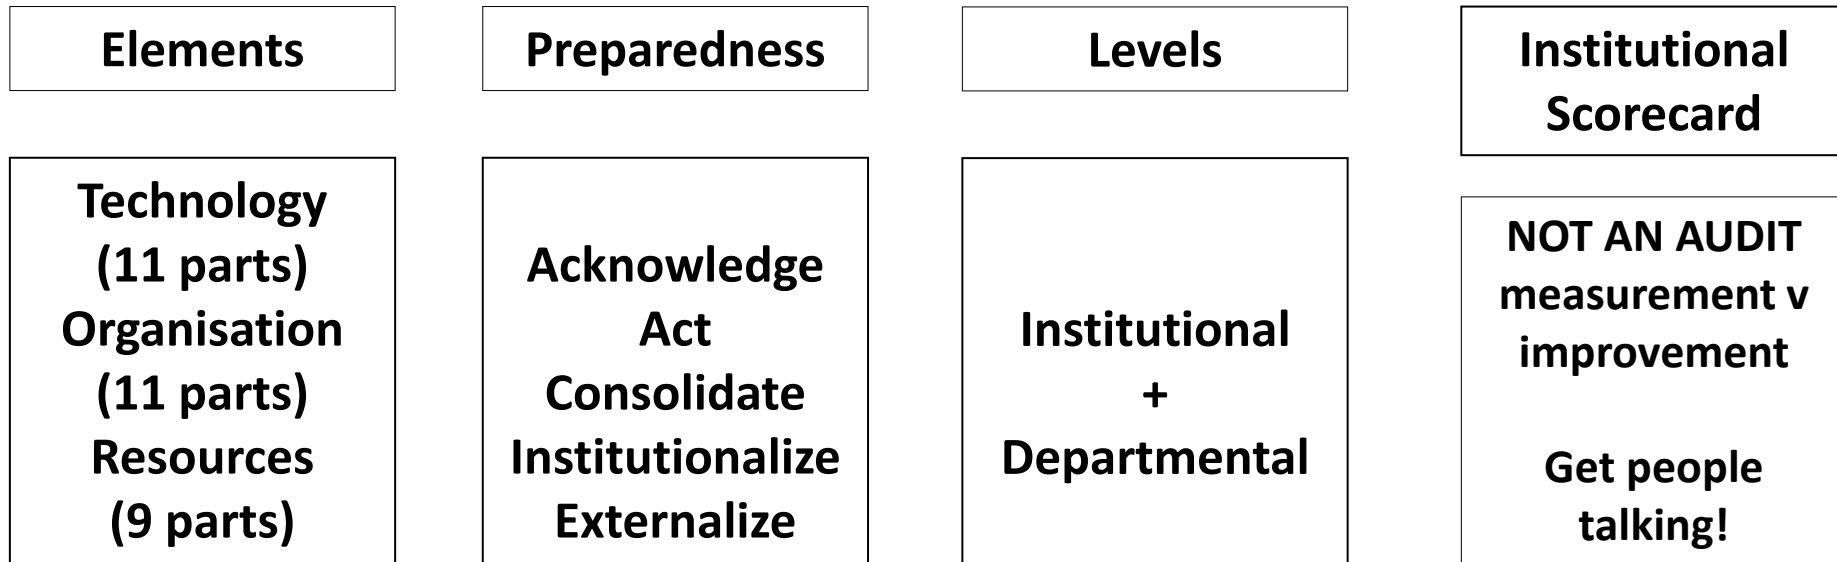 Elements
Technology
(11 parts)
Organisation
(11 parts)
Resources
(9 parts)
Preparedness
Acknowledge
Act
Consolidate
Institutionalize
Externalize
Levels
Institutional
+
Departmental
Institutional
Scorecard
NOT AN AUDIT
measurement v
improvement
Get people
talking!